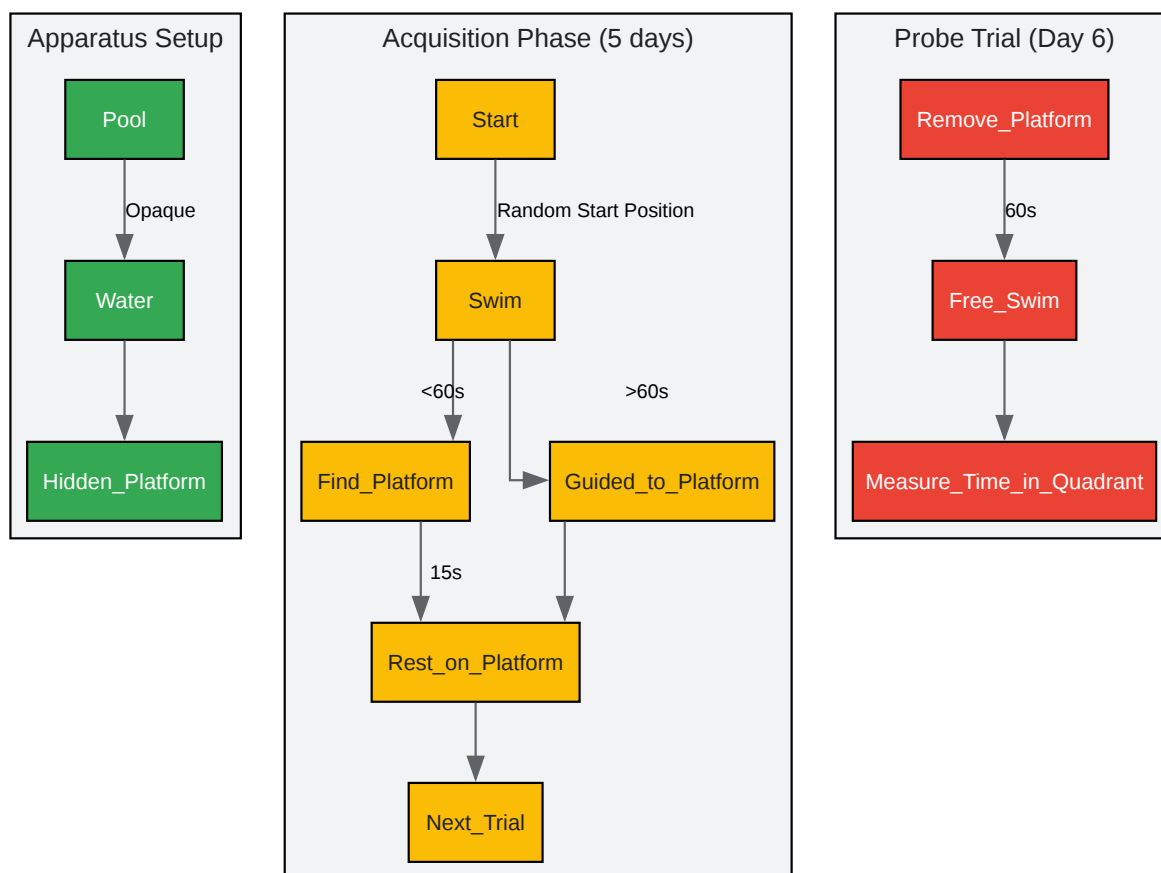 Apparatus Setup
Pool
Opaque
Water
Hidden_Platform
Acquisition Phase (5 days)
Start
Random Start Position
Swim
<60s
>60s
Find_Platform
Guided_to_Platform
15s
Rest_on_Platform
Next_Trial
Probe Trial (Day 6)
Remove_Platform
60s
Free_Swim
Measure_Time_in_Quadrant